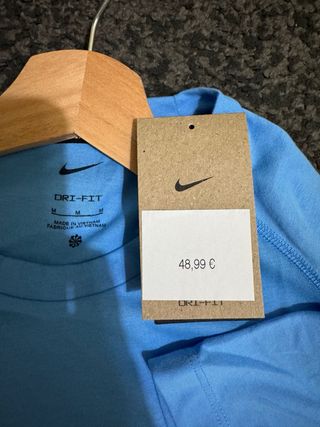 DRI-FIT
M M M
MADE IN VIETNAM
FABRIQUÉ AU VIETNAM
48,99 €
DRI-FIT